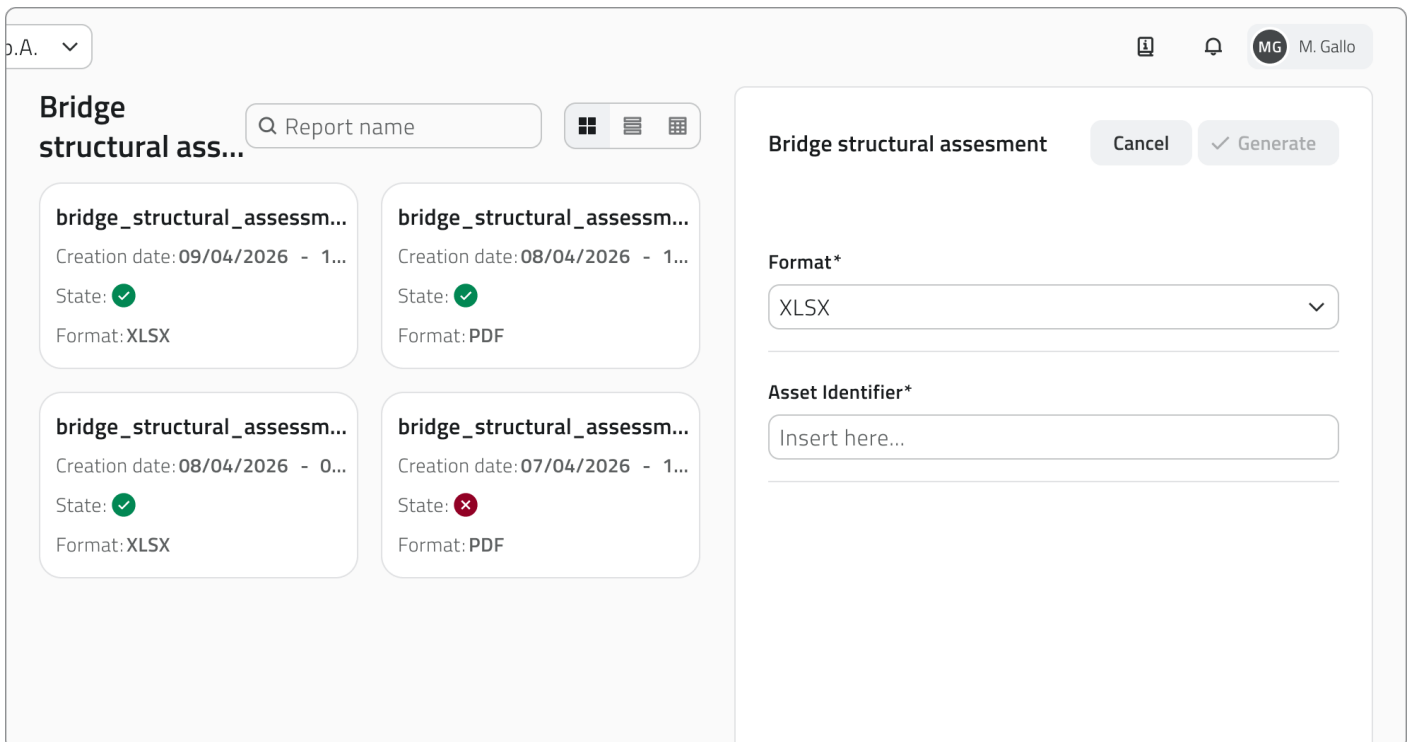 p.A.
MG M. Gallo
Bridge
structural ass...
Report name
bridge_structural_assessm...
Creation date: 09/04/2026 - 1...
State:
Format: XLSX
bridge_structural_assessm...
Creation date: 08/04/2026 - 1...
State:
Format: PDF
bridge_structural_assessm...
Creation date: 08/04/2026 - 0...
State:
Format: XLSX
bridge_structural_assessm...
Creation date: 07/04/2026 - 1...
State:
Format: PDF
Bridge structural assesment
Cancel
Generate
Format*
XLSX
Asset Identifier*
Insert here...